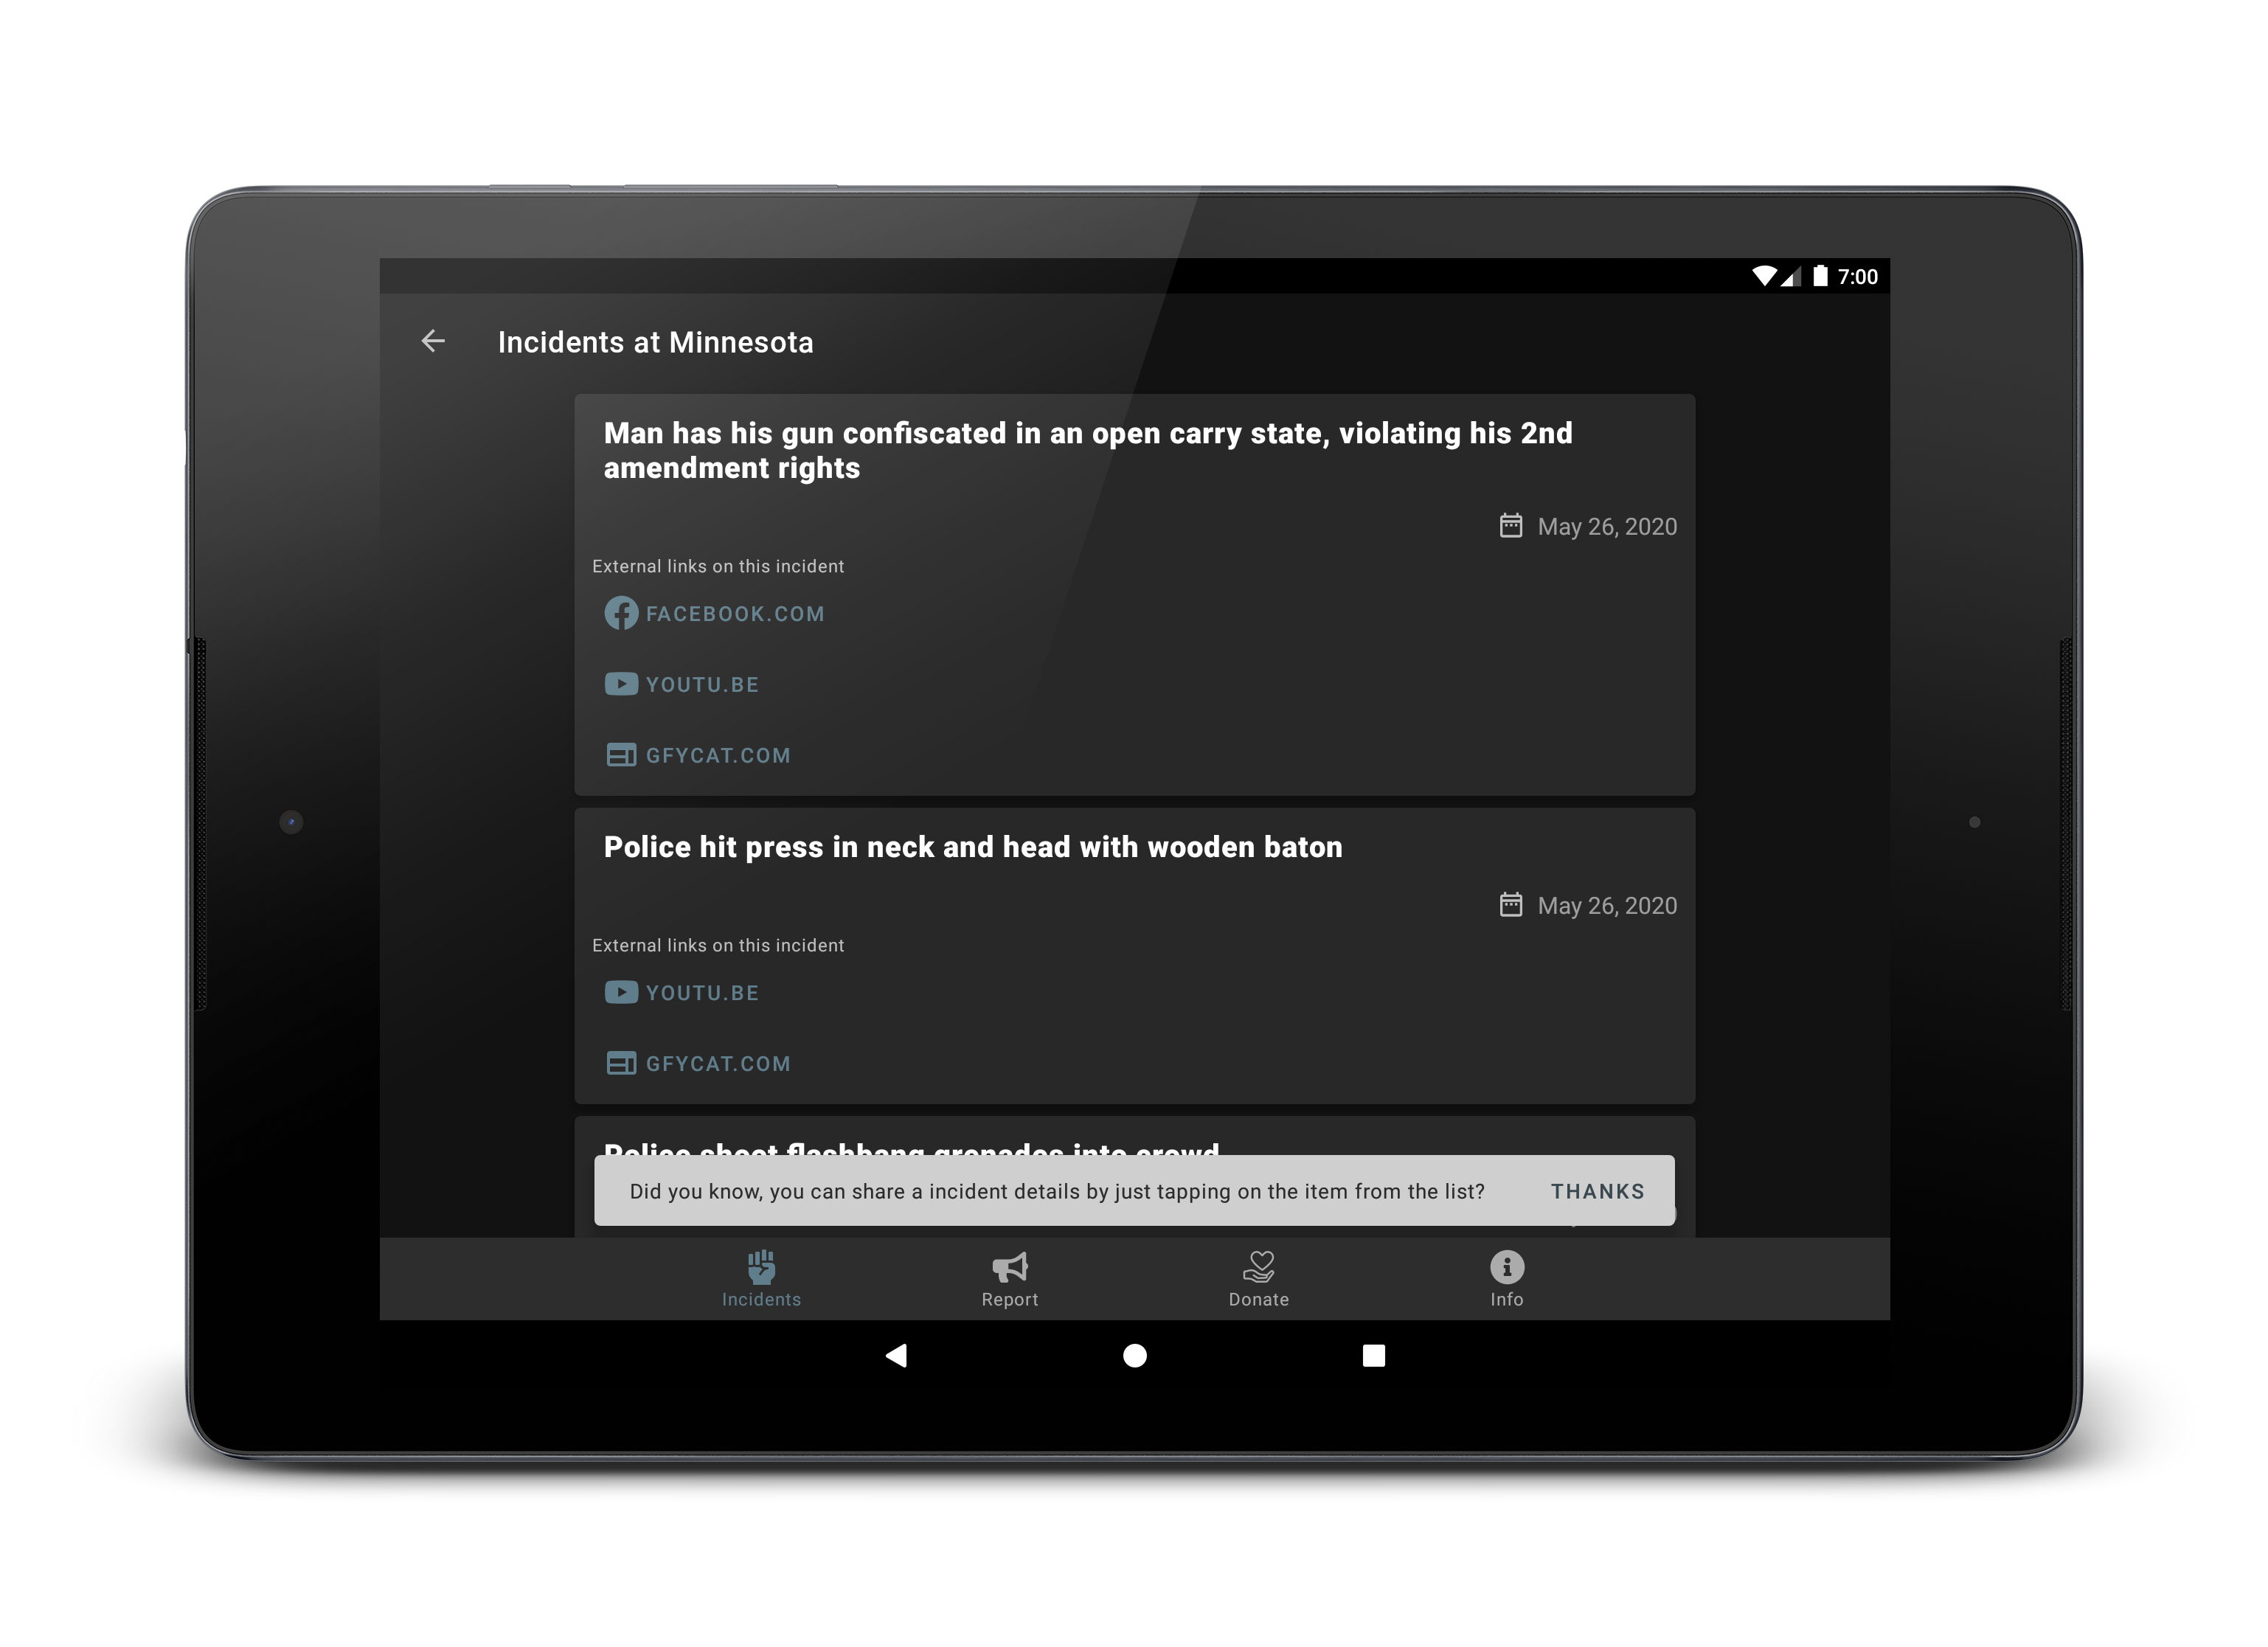 7:00
Incidents at Minnesota
Man has his gun confiscated in an open carry state, violating his 2nd
amendment rights
May 26, 2020
External links on this incident
FACEBOOK.COM
YOUTU.BE
GFYCAT.COM
Police hit press in neck and head with wooden baton
May 26, 2020
External links on this incident
YOUTU.BE
GFYCAT.COM
Police shoot flashbang grenades into crowd
Did you know, you can share a incident details by just tapping on the item from the list? THANKS
Incidents Report Donate Info